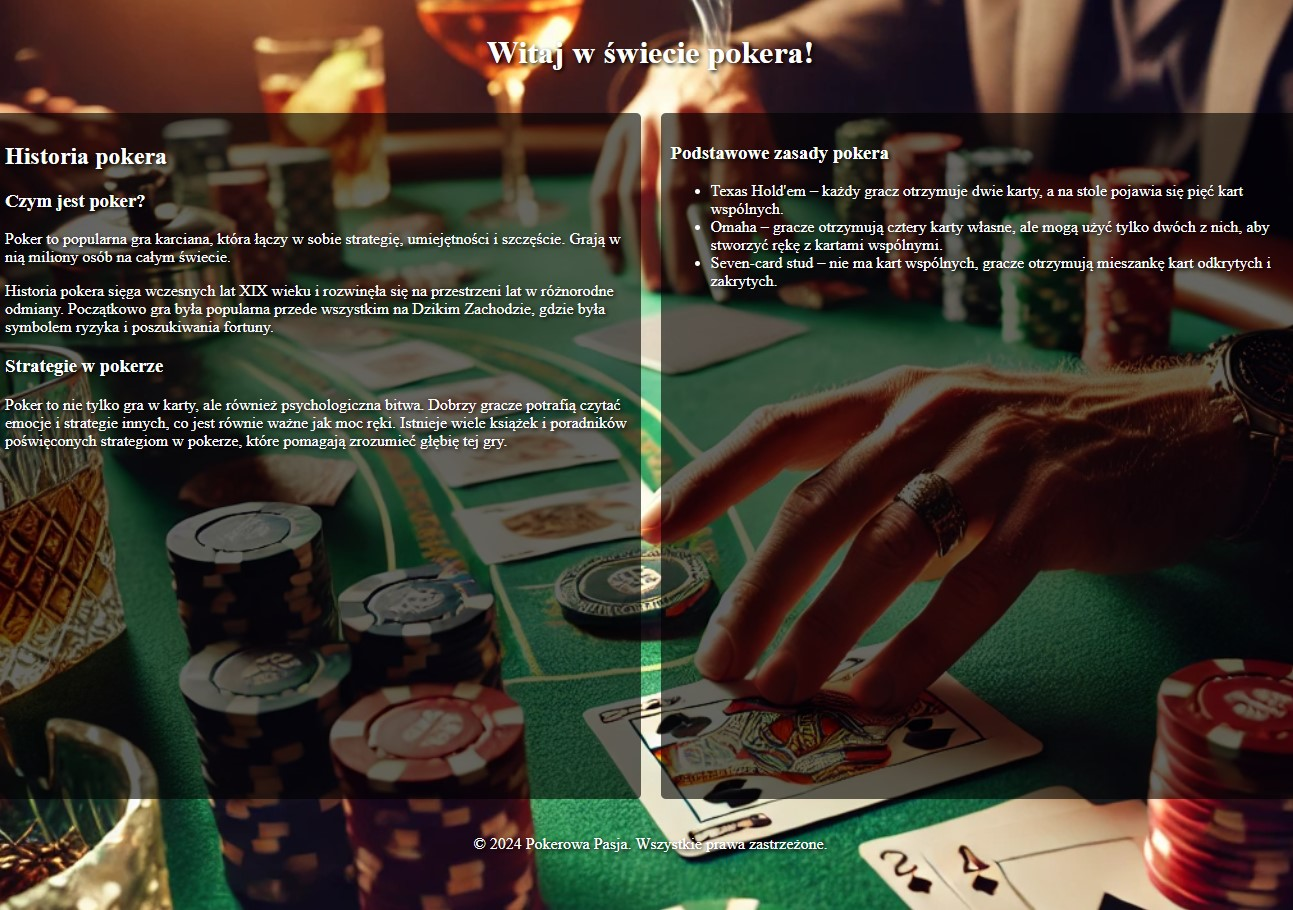 Witaj w świecie pokera!
Historia pokera
Czym jest poker?
Poker to popularna gra karciana, która łączy w sobie strategię, umiejętności i szczęście. Grają w
nią miliony osób na całym świecie.
Historia pokera sięga wczesnych lat XIX wieku i rozwinęła się na przestrzeni lat w różnorodne
odmiany. Początkowo gra była popularna przede wszystkim na Dzikim Zachodzie, gdzie była
symbolem ryzyka i poszukiwania fortuny.
Strategie w pokerze
Poker to nie tylko gra w karty, ale również psychologiczna bitwa. Dobrzy gracze potrafią czytać
emocje i strategie innych, co jest równie ważne jak moc ręki. Istnieje wiele książek i poradników
poświęconych strategiom w pokerze, które pomagają zrozumieć głębię tej gry.
Podstawowe zasady pokera
• Texas Hold'em – każdy gracz otrzymuje dwie karty, a na stole pojawia się pięć kart
wspólnych.
• Omaha – gracze otrzymują cztery karty własne, ale mogą użyć tylko dwóch z nich, aby
stworzyć rękę z kartami wspólnymi.
• Seven-card stud – nie ma kart wspólnych, gracze otrzymują mieszankę kart odkrytych i
zakrytych.
© 2024 Pokerowa Pasja. Wszystkie prawa zastrzeżone.